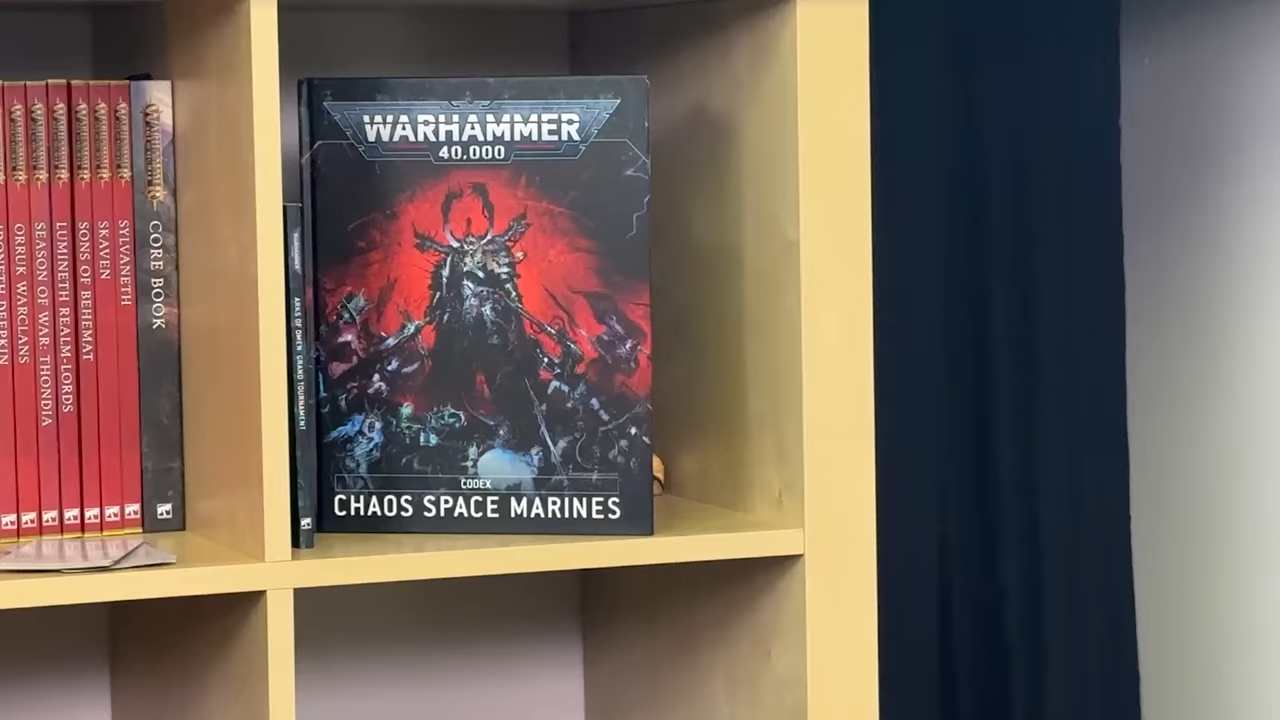 WARHAMMER
40,000
CODEX
CHAOS SPACE MARINES
ARKS OF OMEN: GRAND TOURNAMENT
CORE BOOK
SYLVANETH
SKAVEN
SONS OF BEHEMAT
LUMINETH REALM-LORDS
SEASON OF WAR: THONDIA
ORRUK WARCLANS
DEEPKIN